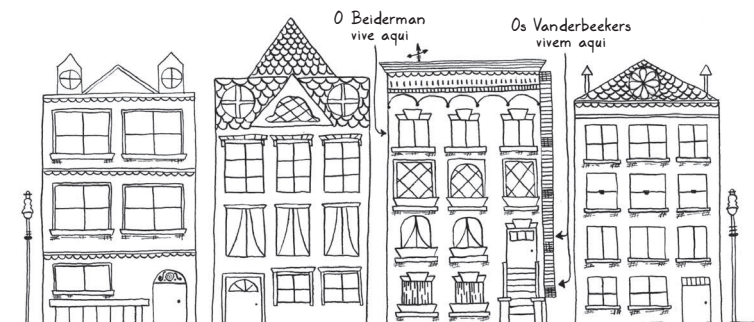 O Beiderman
vive aqui
Os Vanderbeekers
vivem aqui